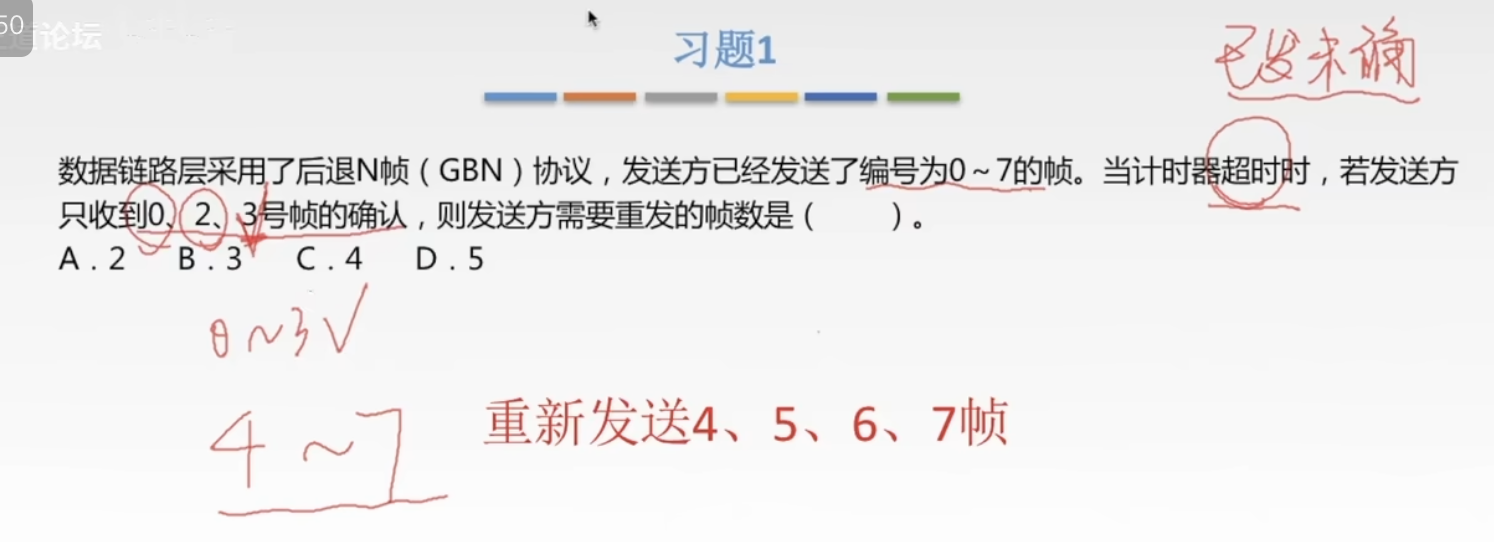 50
道论坛
习题1
已发未确
数据链路层采用了后退N帧（GBN）协议，发送方已经发送了编号为0～7的帧。当计时器超时时，若发送方
只收到0、2、3号帧的确认，则发送方需要重发的帧数是（　　）。
A．2　B．3　C．4　D．5
0～3√
4～7
重新发送4、5、6、7帧